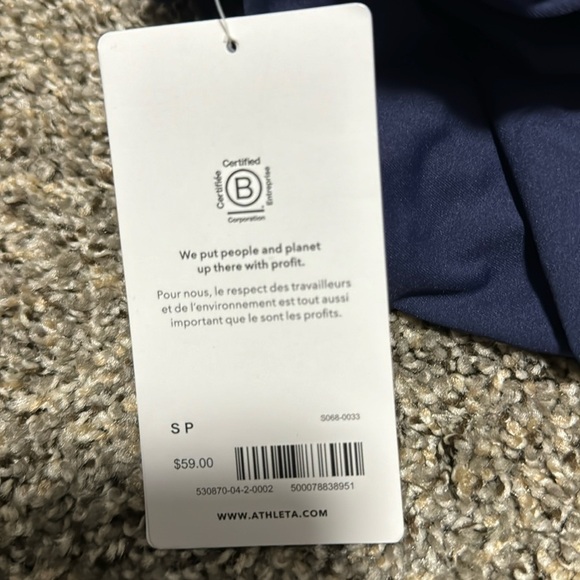 Certified
Certifiée
B
Entreprise
Corporation
We put people and planet
up there with profit.
Pour nous, le respect des travailleurs
et de l'environnement est tout aussi
important que le sont les profits.
S068-0033
S P
$59.00
530870-04-2-0002 500078838951
WWW.ATHLETA.COM